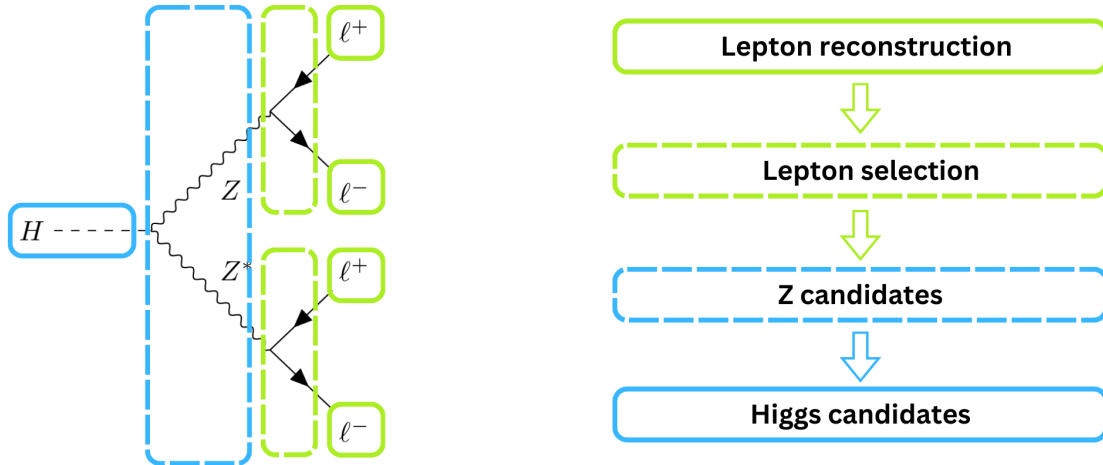 ℓ+
Z
ℓ−
H
Z*
ℓ+
ℓ−
Lepton reconstruction
Lepton selection
Z candidates
Higgs candidates